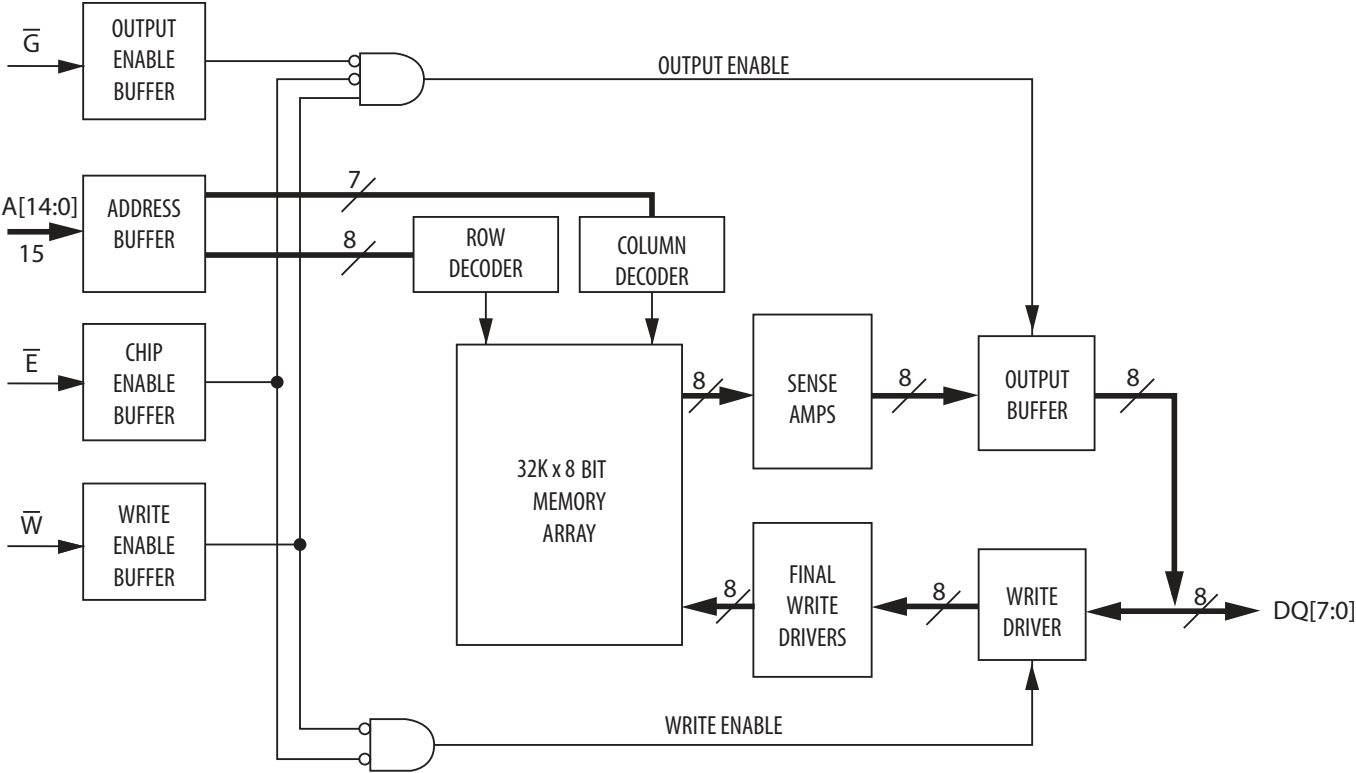 G̅
OUTPUT
ENABLE
BUFFER
OUTPUT ENABLE
A[14:0]
15
ADDRESS
BUFFER
7
8
ROW
DECODER
COLUMN
DECODER
E̅
CHIP
ENABLE
BUFFER
32K x 8 BIT
MEMORY
ARRAY
8
SENSE
AMPS
8
OUTPUT
BUFFER
8
W̅
WRITE
ENABLE
BUFFER
8
FINAL
WRITE
DRIVERS
8
WRITE
DRIVER
8
DQ[7:0]
WRITE ENABLE